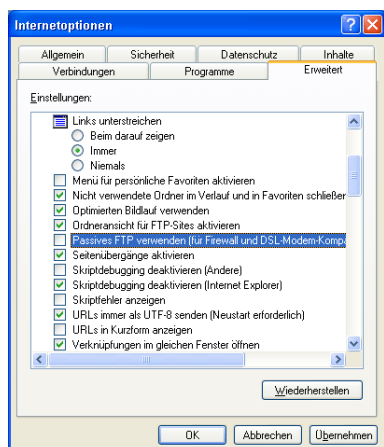 Internetoptionen
Allgemein Sicherheit Datenschutz Inhalte
Verbindungen Programme Erweitert
Einstellungen:
Links unterstreichen
Beim darauf zeigen
Immer
Niemals
Menü für persönliche Favoriten aktivieren
Nicht verwendete Ordner im Verlauf und in Favoriten schließer
Optimierten Bildlauf verwenden
Ordneransicht für FTP-Sites aktivieren
Passives FTP verwenden (für Firewall und DSL-Modem-Kompa
Seitenübergänge aktivieren
Skriptdebugging deaktivieren (Andere)
Skriptdebugging deaktivieren (Internet Explorer)
Skriptfehler anzeigen
URLs immer als UTF-8 senden (Neustart erforderlich)
URLs in Kurzform anzeigen
Verknüpfungen im gleichen Fenster öffnen
Wiederherstellen
OK Abbrechen Übernehmen